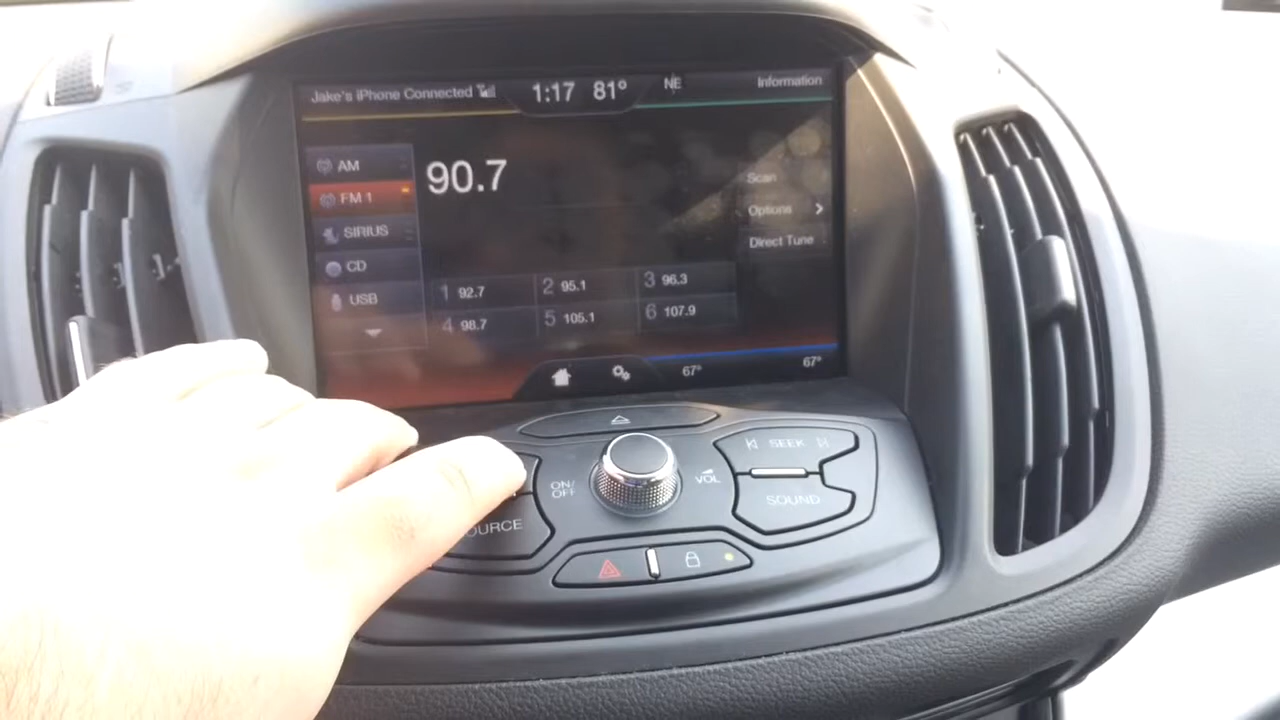 Jake's iPhone Connected 1:17 81° NE Information
AM
FM 1
SIRIUS
CD
USB
90.7
Scan
Options
Direct Tune
1 92.7 2 95.1 3 96.3
4 98.7 5 105.1 6 107.9
67° 67°
ON/
OFF
VOL
SEEK
SOUND
OURCE